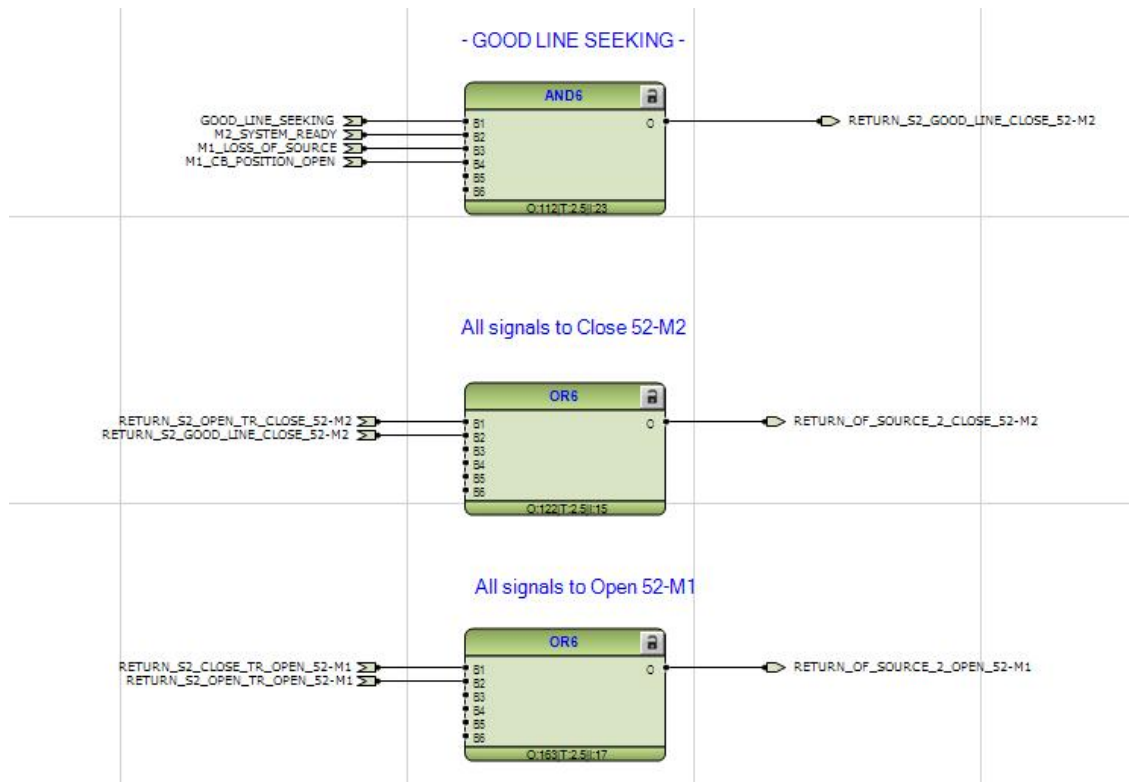 - GOOD LINE SEEKING -
AND6
GOOD_LINE_SEEKING
M2_SYSTEM_READY
M1_LOSS_OF_SOURCE
M1_CB_POSITION_OPEN
B1
B2
B3
B4
B5
B6
O
RETURN_S2_GOOD_LINE_CLOSE_52-M2
O:112|T:2.5|I:23
All signals to Close 52-M2
OR6
RETURN_S2_OPEN_TR_CLOSE_52-M2
RETURN_S2_GOOD_LINE_CLOSE_52-M2
B1
B2
B3
B4
B5
B6
O
RETURN_OF_SOURCE_2_CLOSE_52-M2
O:122|T:2.5|I:15
All signals to Open 52-M1
OR6
RETURN_S2_CLOSE_TR_OPEN_52-M1
RETURN_S2_OPEN_TR_OPEN_52-M1
B1
B2
B3
B4
B5
B6
O
RETURN_OF_SOURCE_2_OPEN_52-M1
O:163|T:2.5|I:17